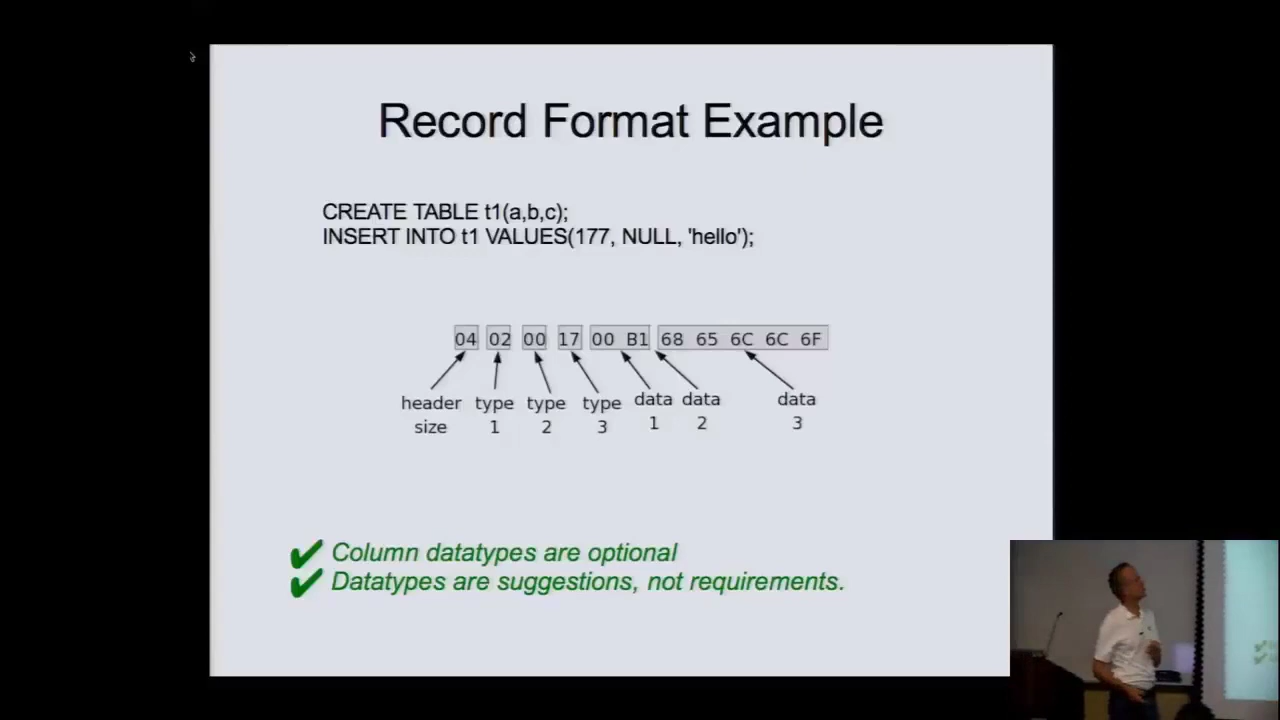 Record Format Example
CREATE TABLE t1(a,b,c);
INSERT INTO t1 VALUES(177, NULL, 'hello');
04 02 00 17 00 B1 68 65 6C 6C 6F
header size
type 1
type 2
type 3
data 1
data 2
data 3
✔ Column datatypes are optional
✔ Datatypes are suggestions, not requirements.